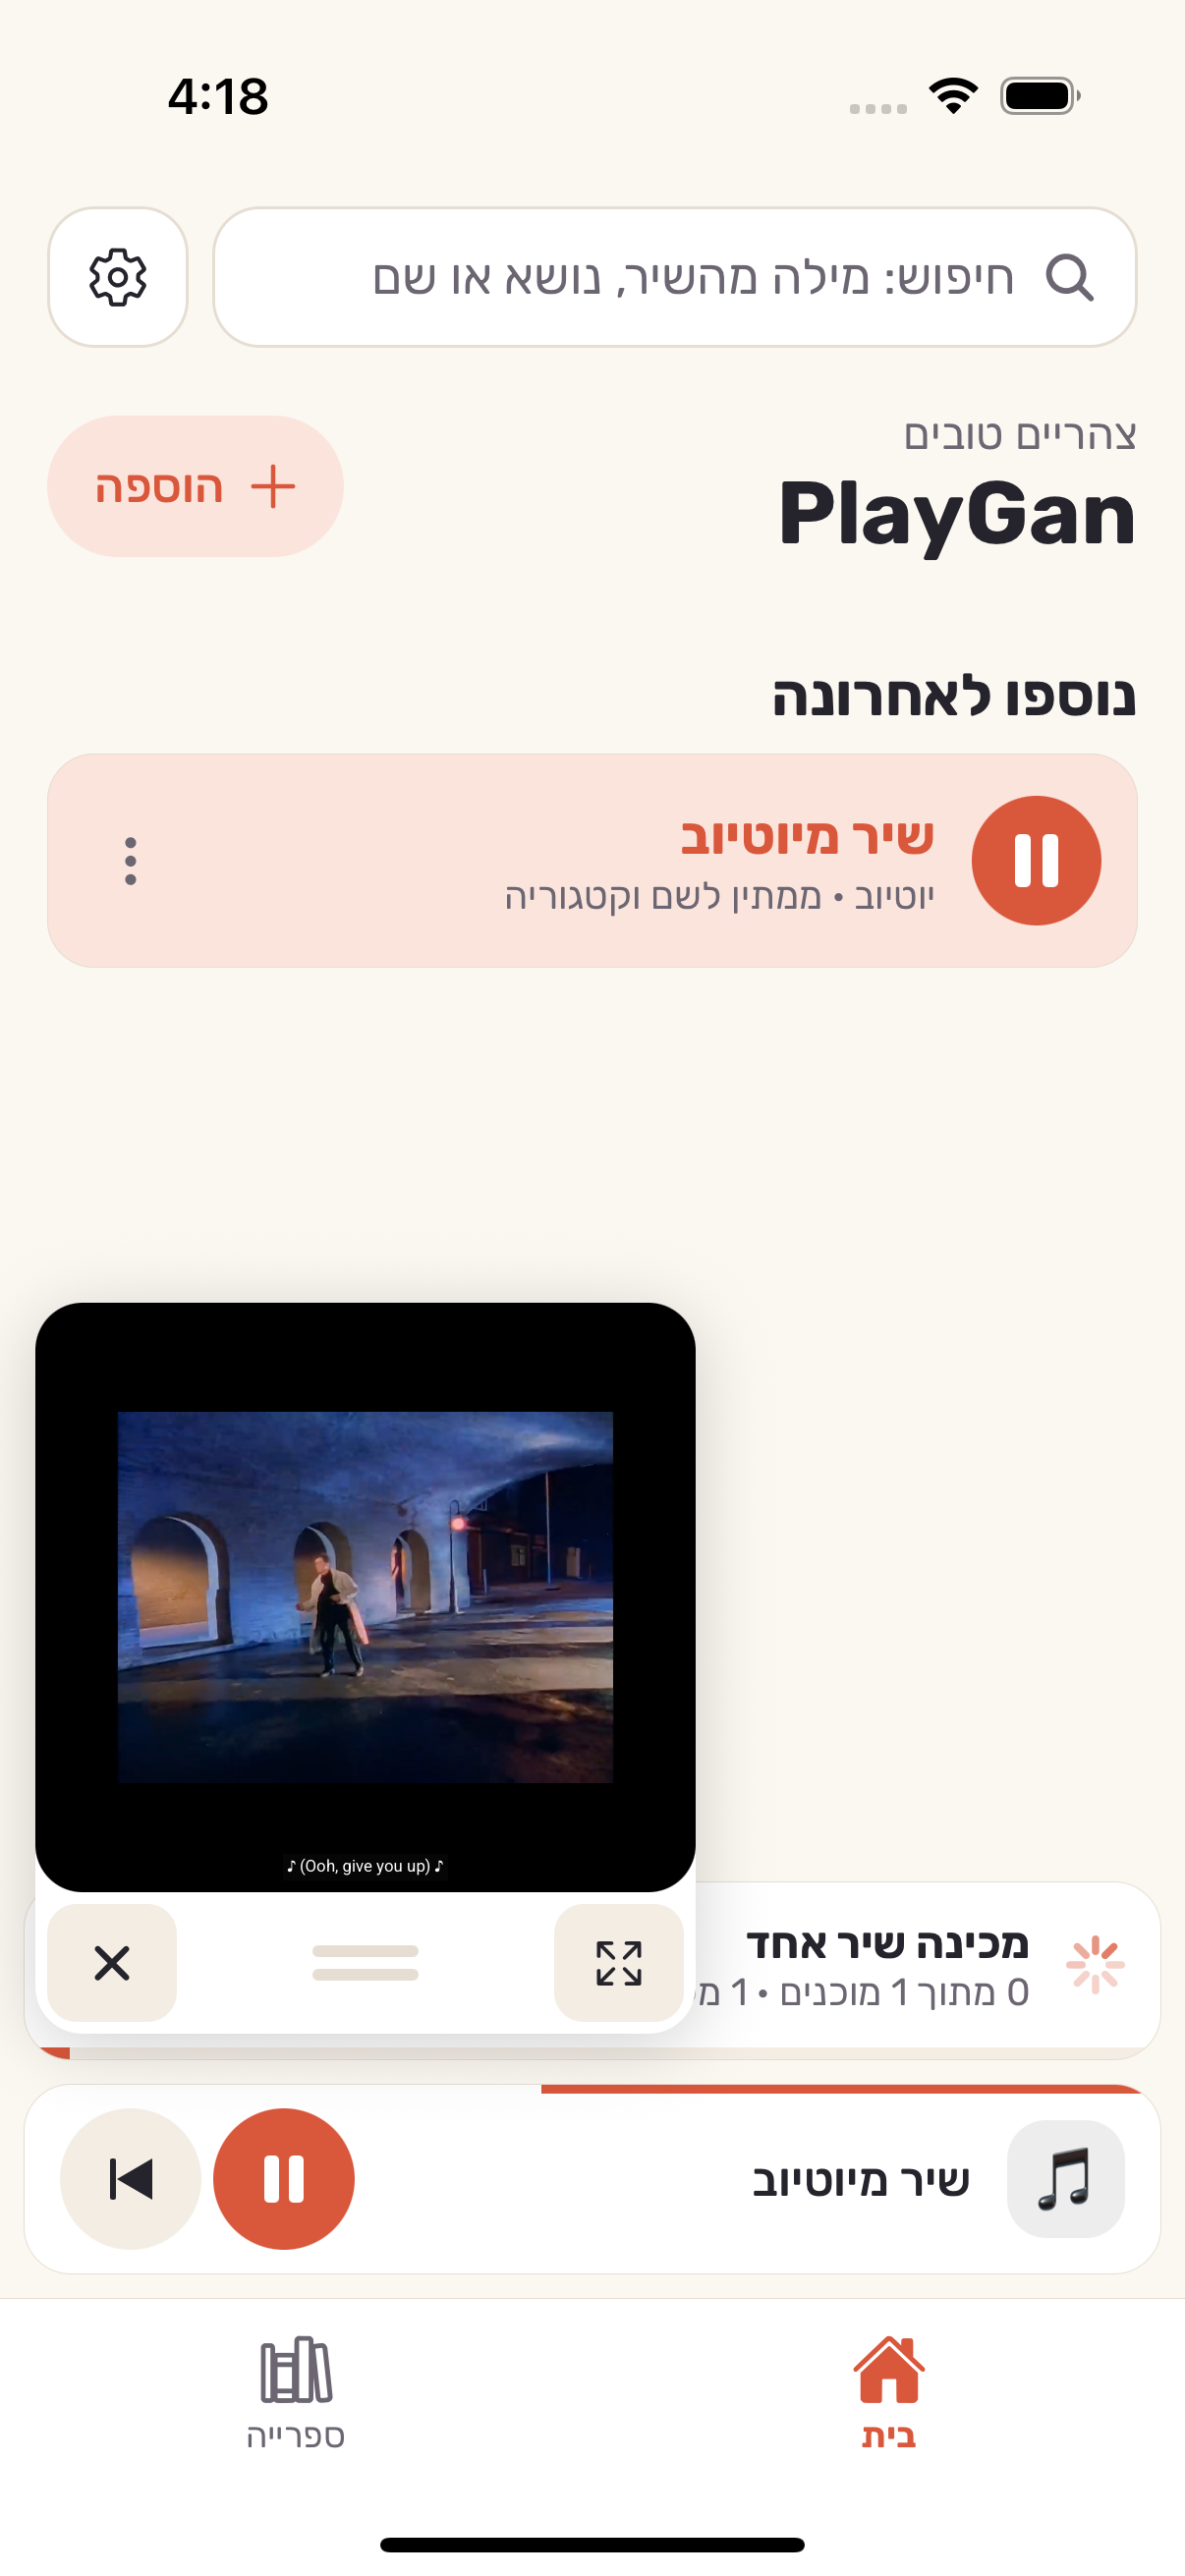 4:18
חיפוש: מילה מהשיר, נושא או שם
צהריים טובים
PlayGan
הוספה
נוספו לאחרונה
שיר מיוטיוב
יוטיוב • ממתין לשם וקטגוריה
♪ (Ooh, give you up) ♪
מכינה שיר אחד
0 מתוך 1 מוכנים • 1
שיר מיוטיוב
בית
ספרייה